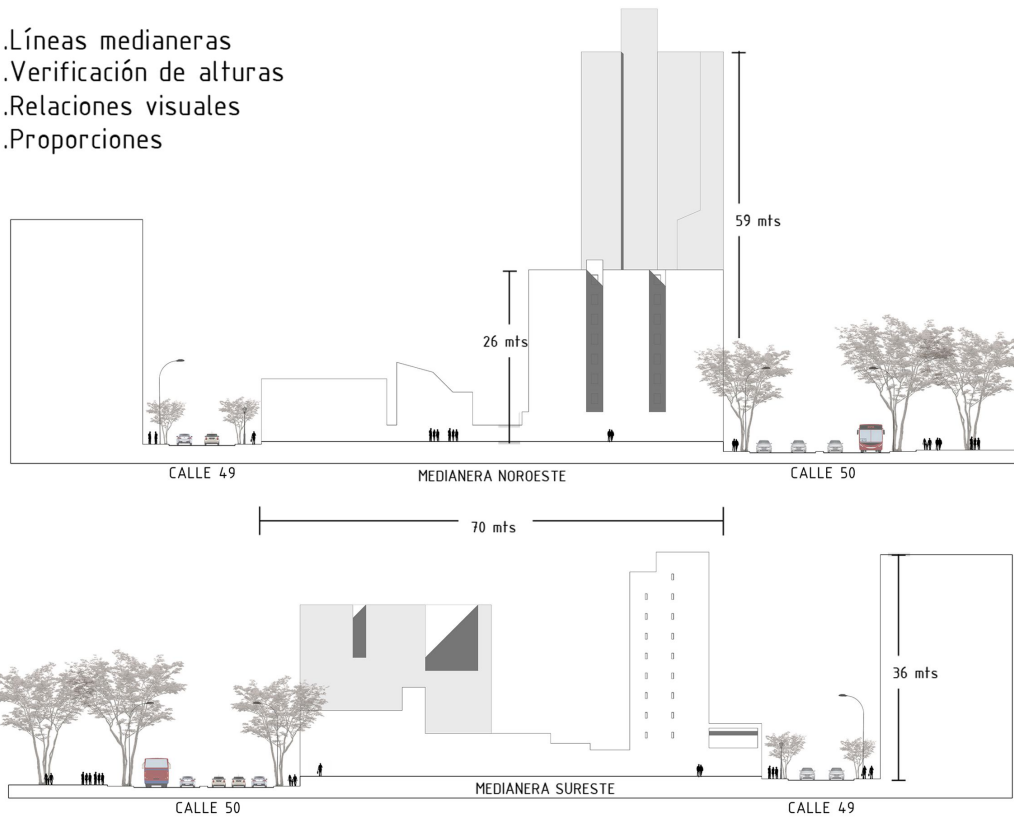 .Líneas medianeras
.Verificación de alturas
.Relaciones visuales
.Proporciones
59 mts
26 mts
CALLE 49
MEDIANERA NOROESTE
CALLE 50
70 mts
36 mts
MEDIANERA SURESTE
CALLE 50
CALLE 49